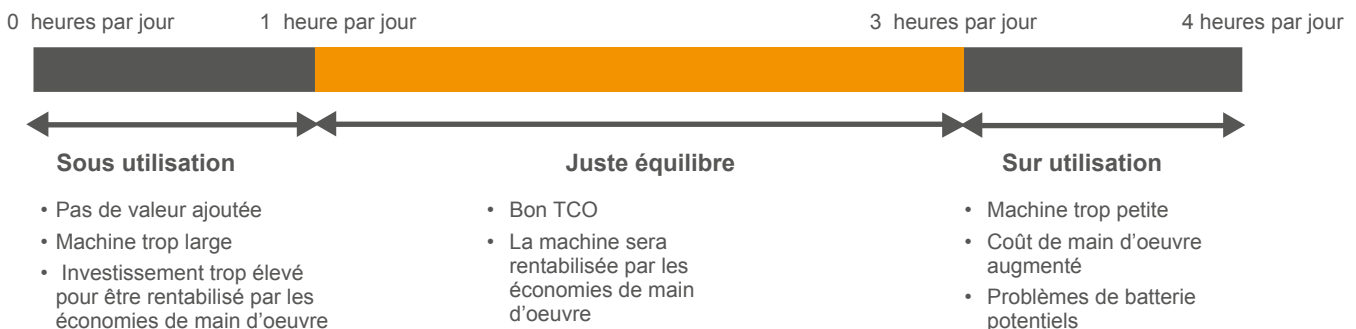 0 heures par jour
1 heure par jour
3 heures par jour
4 heures par jour
Sous utilisation
• Pas de valeur ajoutée
• Machine trop large
• Investissement trop élevé
pour être rentabilisé par les
économies de main d'oeuvre
Juste équilibre
• Bon TCO
• La machine sera
rentabilisée par les
économies de main
d'oeuvre
Sur utilisation
• Machine trop petite
• Coût de main d'oeuvre
augmenté
• Problèmes de batterie
potentiels